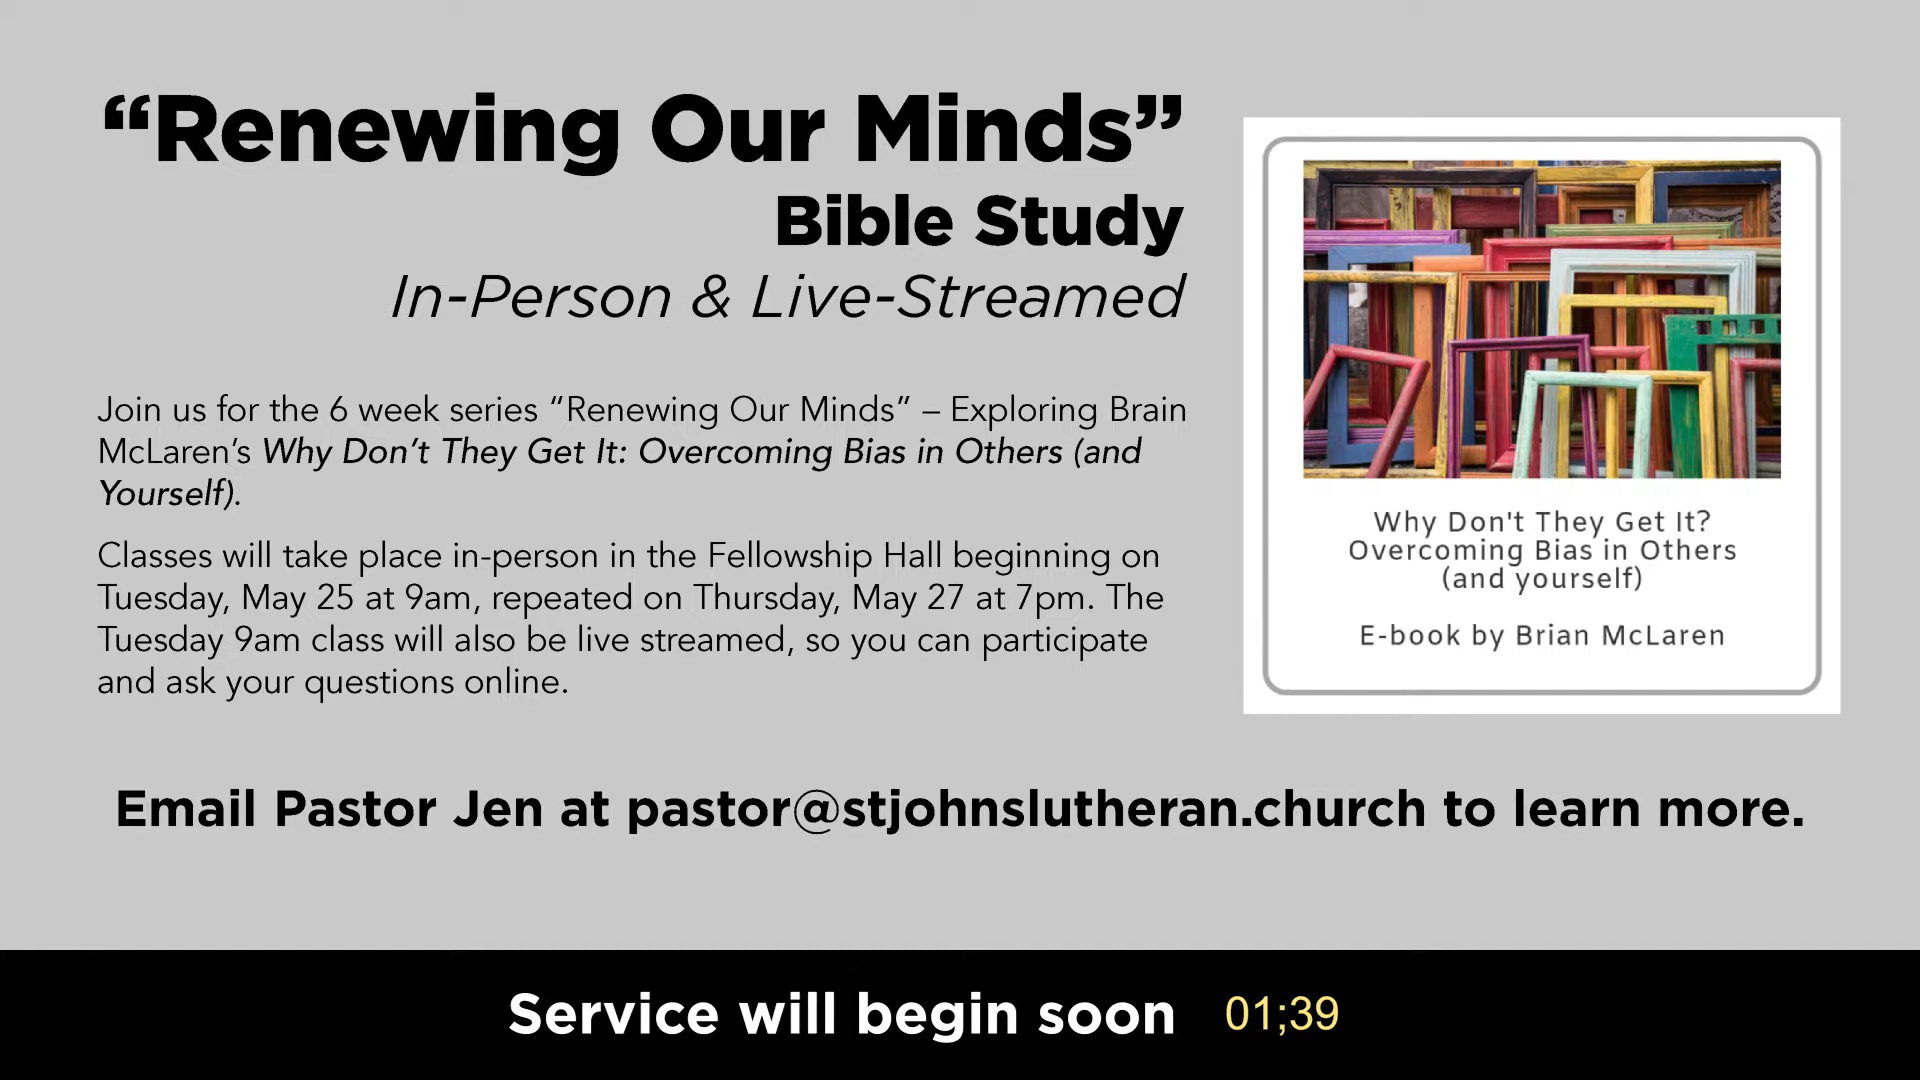 “Renewing Our Minds”
Bible Study
In-Person & Live-Streamed
Join us for the 6 week series “Renewing Our Minds” – Exploring Brain
McLaren’s Why Don’t They Get It: Overcoming Bias in Others (and
Yourself).
Classes will take place in-person in the Fellowship Hall beginning on
Tuesday, May 25 at 9am, repeated on Thursday, May 27 at 7pm. The
Tuesday 9am class will also be live streamed, so you can participate
and ask your questions online.
Why Don't They Get It?
Overcoming Bias in Others
(and yourself)
E-book by Brian McLaren
Email Pastor Jen at pastor@stjohnslutheran.church to learn more.
Service will begin soon 01;39